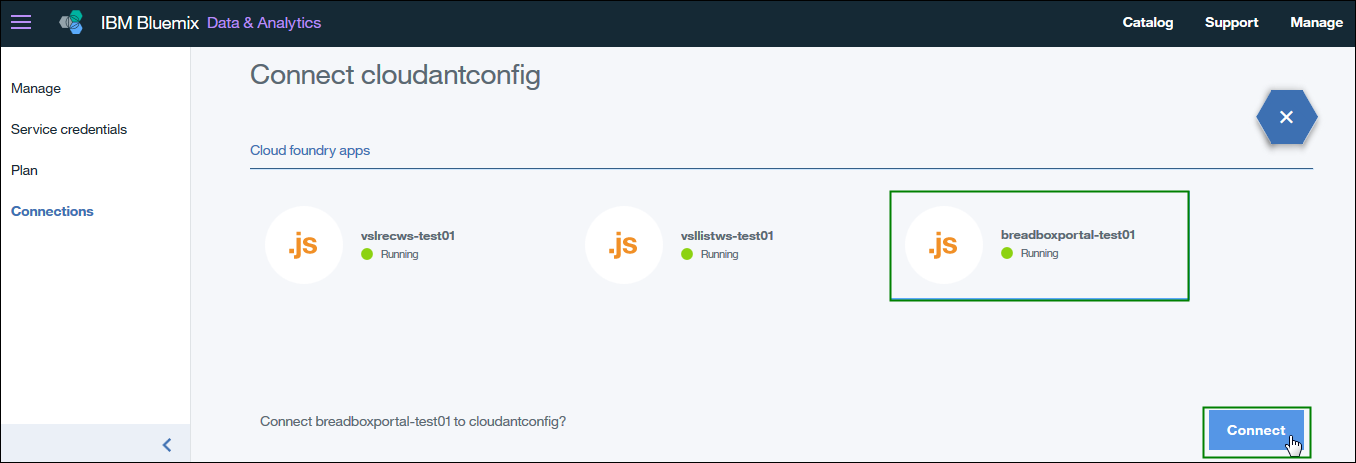 IBM Bluemix Data & Analytics
Catalog
Support
Manage
Manage
Service credentials
Plan
Connections
Connect cloudantconfig
Cloud foundry apps
.js
vslrecws-test01
Running
.js
vsllistws-test01
Running
.js
breadboxportal-test01
Running
Connect breadboxportal-test01 to cloudantconfig?
Connect